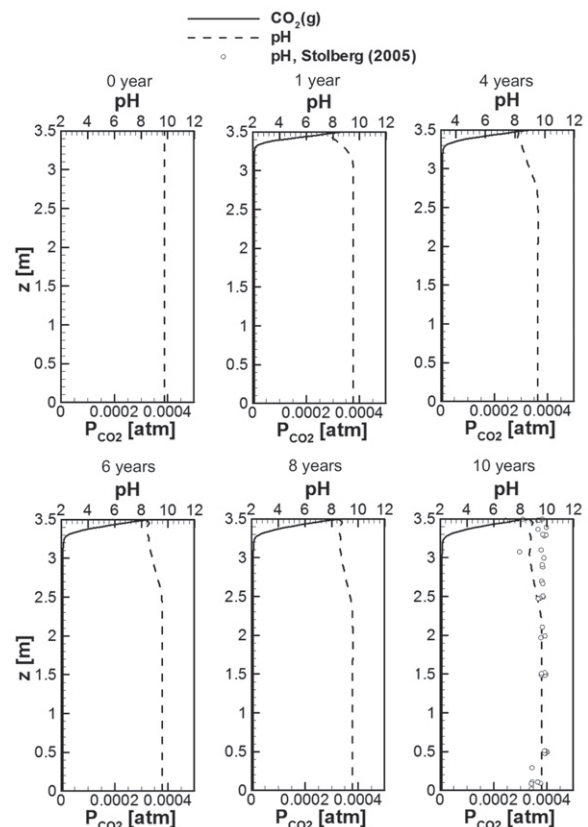 CO2(g)
pH
pH, Stolberg (2005)
0 year
pH
2 4 6 8 10 12
3.5
3
2.5
2
1.5
1
0.5
0
z [m]
0 0.0002 0.0004
PCO2 [atm]
1 year
pH
2 4 6 8 10 12
3.5
3
2.5
2
1.5
1
0.5
0
0 0.0002 0.0004
PCO2 [atm]
4 years
pH
4 6 8 10 12
3.5
3
2.5
2
1.5
1
0.5
0
0 0.0002 0.0004
PCO2 [atm]
6 years
pH
2 4 6 8 10 12
3.5
3
2.5
2
1.5
1
0.5
0
z [m]
0 0.0002 0.0004
PCO2 [atm]
8 years
pH
2 4 6 8 10 12
3.5
3
2.5
2
1.5
1
0.5
0
0 0.0002 0.0004
PCO2 [atm]
10 years
pH
2 4 6 8 10 12
3.5
3
2.5
2
1.5
1
0.5
0
0 0.0002 0.0004
PCO2 [atm]